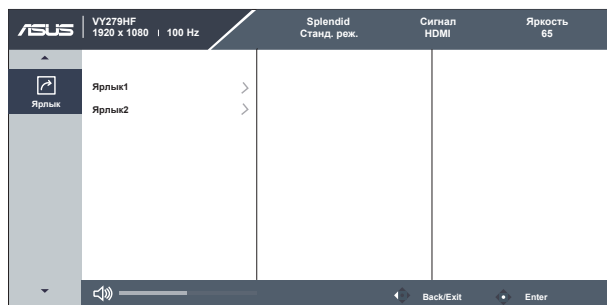 ASUS
VY279HF
1920 x 1080 | 100 Hz
Splendid
Станд. реж.
Сигнал
HDMI
Яркость
65
Ярлык
Ярлык1
Ярлык2
Back/Exit
Enter